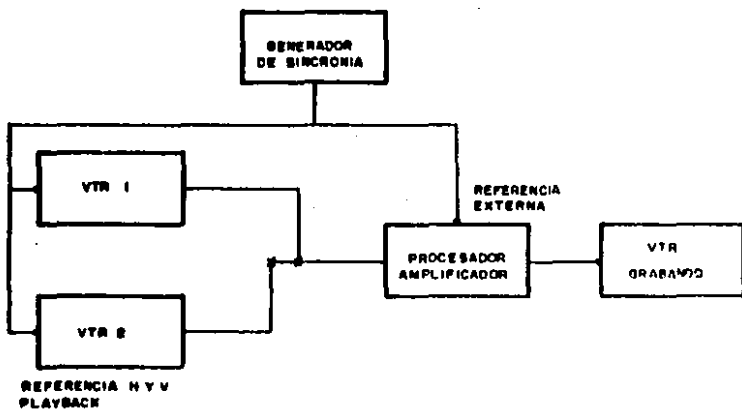 GENERADOR
DE SINCRONIA
VTR 1
REFERENCIA
EXTERNA
PROCESADOR
AMPLIFICADOR
VTR
GRABANDO
VTR 2
REFERENCIA H Y V
PLAYBACK